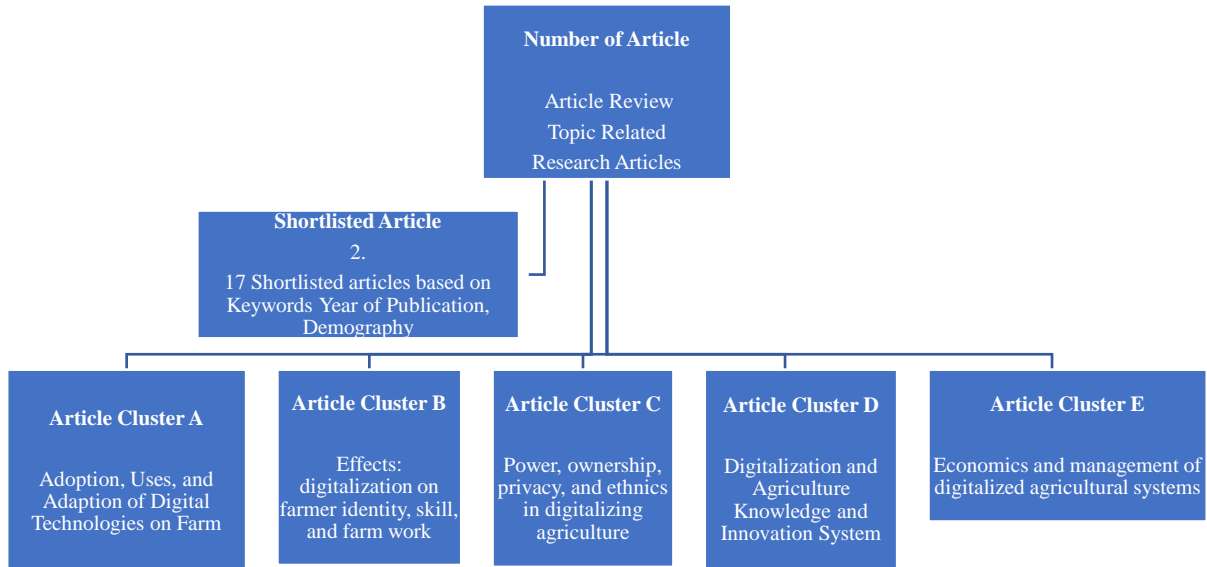 Number of Article
Article Review
Topic Related
Research Articles
Shortlisted Article
2.
17 Shortlisted articles based on
Keywords Year of Publication,
Demography
Article Cluster A
Adoption, Uses, and
Adaption of Digital
Technologies on Farm
Article Cluster B
Effects:
digitalization on
farmer identity, skill,
and farm work
Article Cluster C
Power, ownership,
privacy, and ethnics
in digitalizing
agriculture
Article Cluster D
Digitalization and
Agriculture
Knowledge and
Innovation System
Article Cluster E
Economics and management of
digitalized agricultural systems